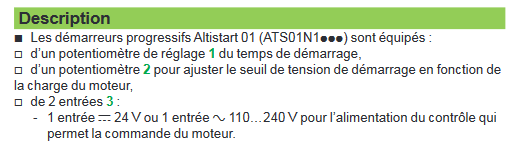 Description
■ Les démarreurs progressifs Altistart 01 (ATS01N1●●●) sont équipés :
□ d'un potentiomètre de réglage 1 du temps de démarrage,
□ d'un potentiomètre 2 pour ajuster le seuil de tension de démarrage en fonction de
la charge du moteur,
□ de 2 entrées 3 :
- 1 entrée ⎓ 24 V ou 1 entrée ∿ 110…240 V pour l'alimentation du contrôle qui
permet la commande du moteur.